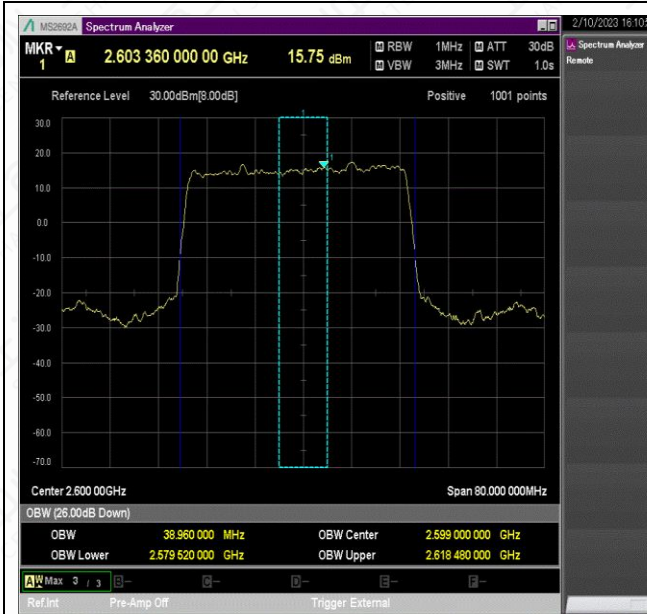 MS2692A Spectrum Analyzer
2/10/2023 16:10:
MKR 1 A 2.603 360 000 00 GHz 15.75 dBm
M RBW 1MHz M ATT 30dB
M VBW 3MHz M SWT 1.0s
Spectrum Analyzer
Remote
Reference Level 30.00dBm[8.00dB] Positive 1001 points
30.0
20.0
1
10.0
0.0
-10.0
-20.0
-30.0
-40.0
-50.0
-60.0
-70.0
Center 2.600 00GHz Span 80.000 000MHz
OBW (26.00dB Down)
OBW 38.960 000 MHz OBW Center 2.599 000 000 GHz
OBW Lower 2.579 520 000 GHz OBW Upper 2.618 480 000 GHz
A W Max 3 / 3 B- C- D- E- F-
Ref.Int Pre-Amp Off Trigger External